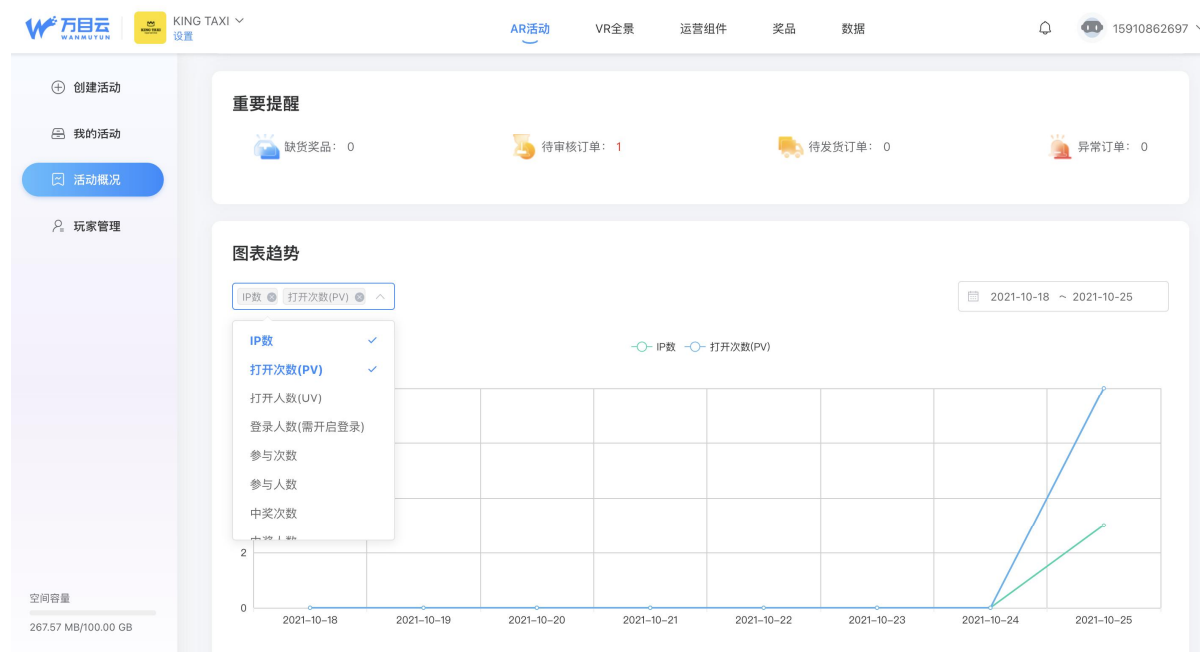 万目云
WANMUYUN
KING TAXI
设置
AR活动
VR全景
运营组件
奖品
数据
15910862697
创建活动
我的活动
活动概况
玩家管理
空间容量
267.57 MB/100.00 GB
重要提醒
缺货奖品: 0
待审核订单: 1
待发货订单: 0
异常订单: 0
图表趋势
IP数
打开次数(PV)
2021-10-18 ~ 2021-10-25
IP数
打开次数(PV)
打开人数(UV)
登录人数(需开启登录)
参与次数
参与人数
中奖次数
中奖人数
IP数
打开次数(PV)
2
0
2021-10-18
2021-10-19
2021-10-20
2021-10-21
2021-10-22
2021-10-23
2021-10-24
2021-10-25